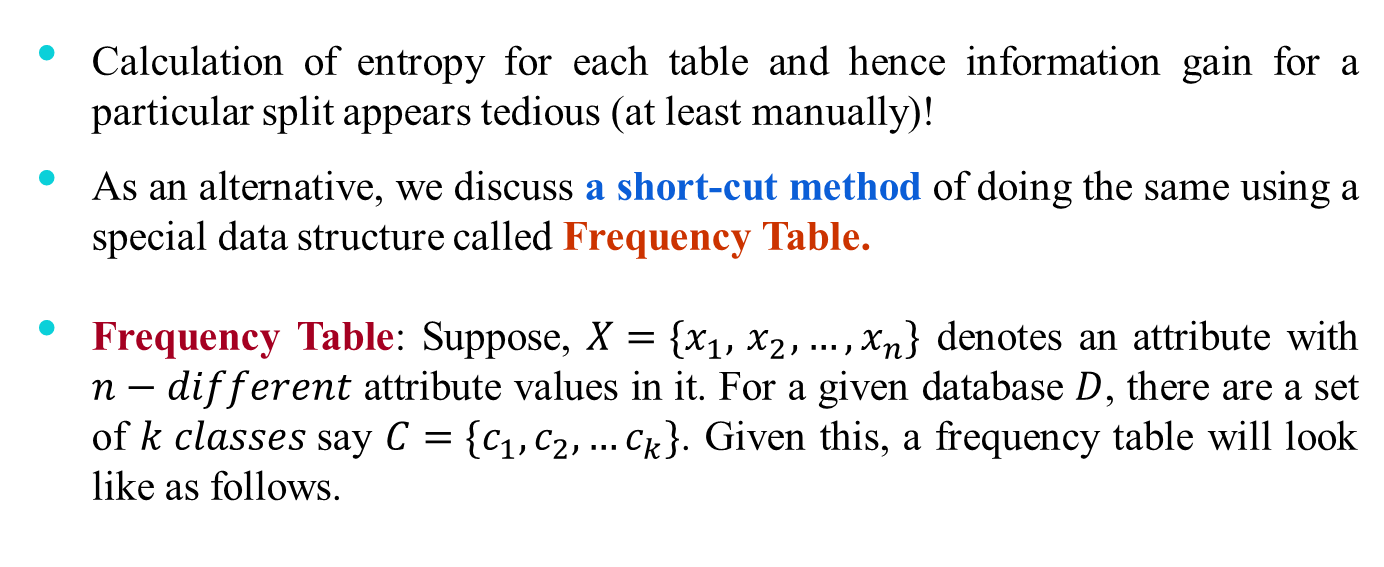 • Calculation of entropy for each table and hence information gain for a
particular split appears tedious (at least manually)!
• As an alternative, we discuss a short-cut method of doing the same using a
special data structure called Frequency Table.
• Frequency Table: Suppose, X = {x₁, x₂, … , xₙ} denotes an attribute with
n − different attribute values in it. For a given database D, there are a set
of k classes say C = {c₁, c₂, … cₖ}. Given this, a frequency table will look
like as follows.